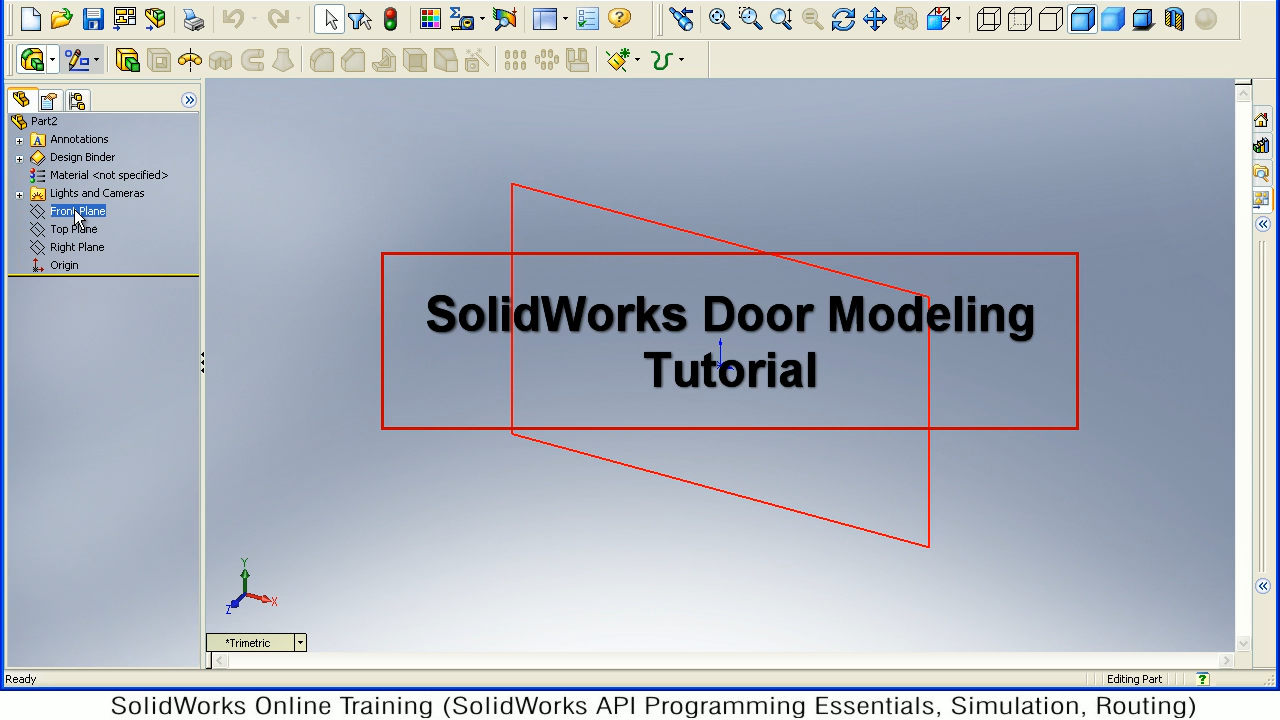 Part2
A Annotations
Design Binder
Material <not specified>
Lights and Cameras
Front Plane
Top Plane
Right Plane
Origin
SolidWorks Door Modeling
Tutorial
Y
X
Z
*Trimetric
Ready
Editing Part
SolidWorks Online Training (SolidWorks API Programming Essentials, Simulation, Routing)